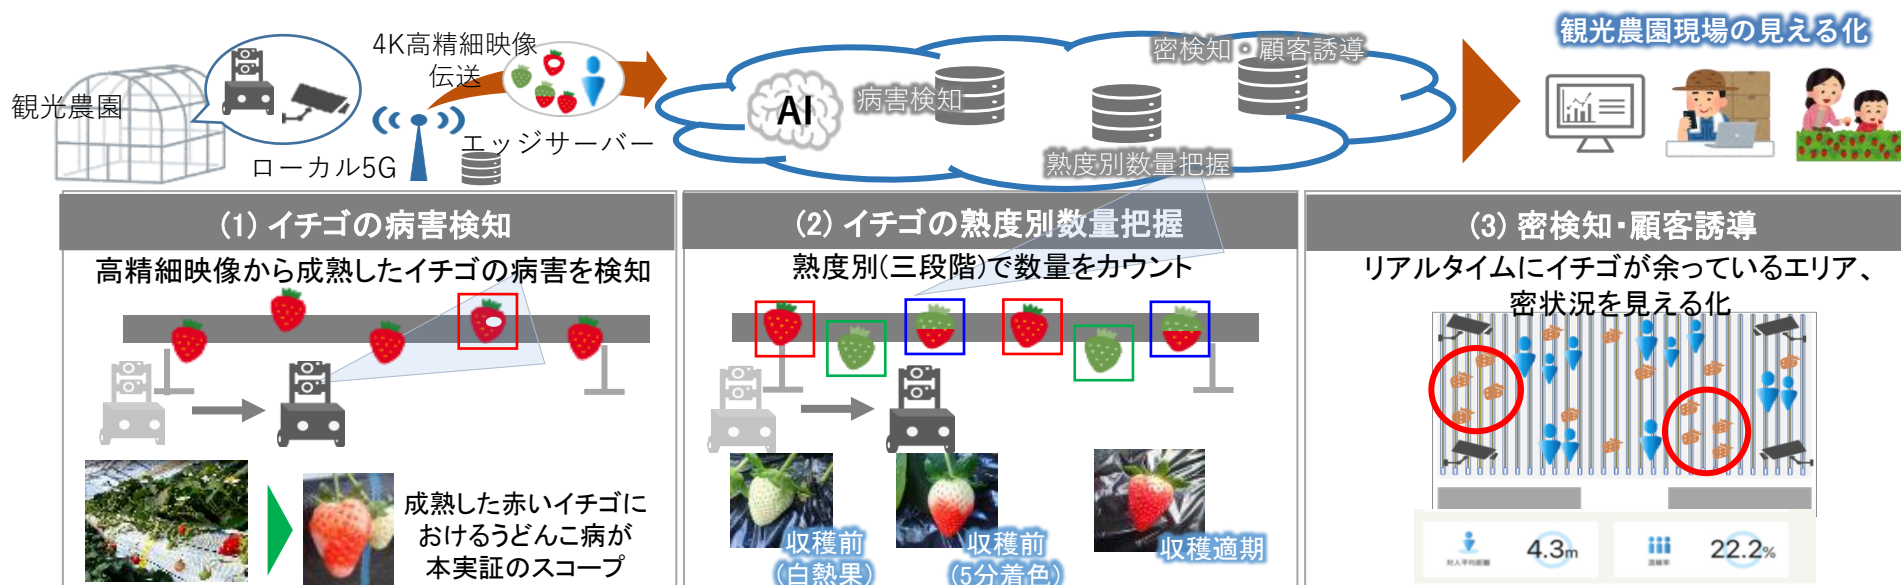 観光農園
4K高精細映像
伝送
ローカル5G
エッジサーバー
AI
病害検知
熟度別数量把握
密検知・顧客誘導
観光農園現場の見える化
(1) イチゴの病害検知
高精細映像から成熟したイチゴの病害を検知
成熟した赤いイチゴに
おけるうどんこ病が
本実証のスコープ
(2) イチゴの熟度別数量把握
熟度別(三段階)で数量をカウント
収穫前
(白熟果)
収穫前
(5分着色)
収穫適期
(3) 密検知・顧客誘導
リアルタイムにイチゴが余っているエリア、
密状況を見える化
対人平均距離
4.3m
混雑率
22.2%